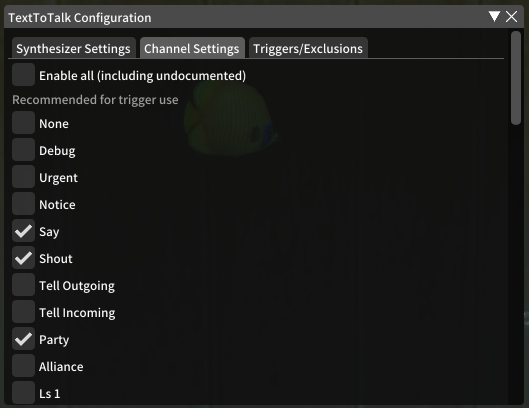 TextToTalk Configuration
Synthesizer Settings Channel Settings Triggers/Exclusions
Enable all (including undocumented)
Recommended for trigger use
None
Debug
Urgent
Notice
Say
Shout
Tell Outgoing
Tell Incoming
Party
Alliance
Ls 1